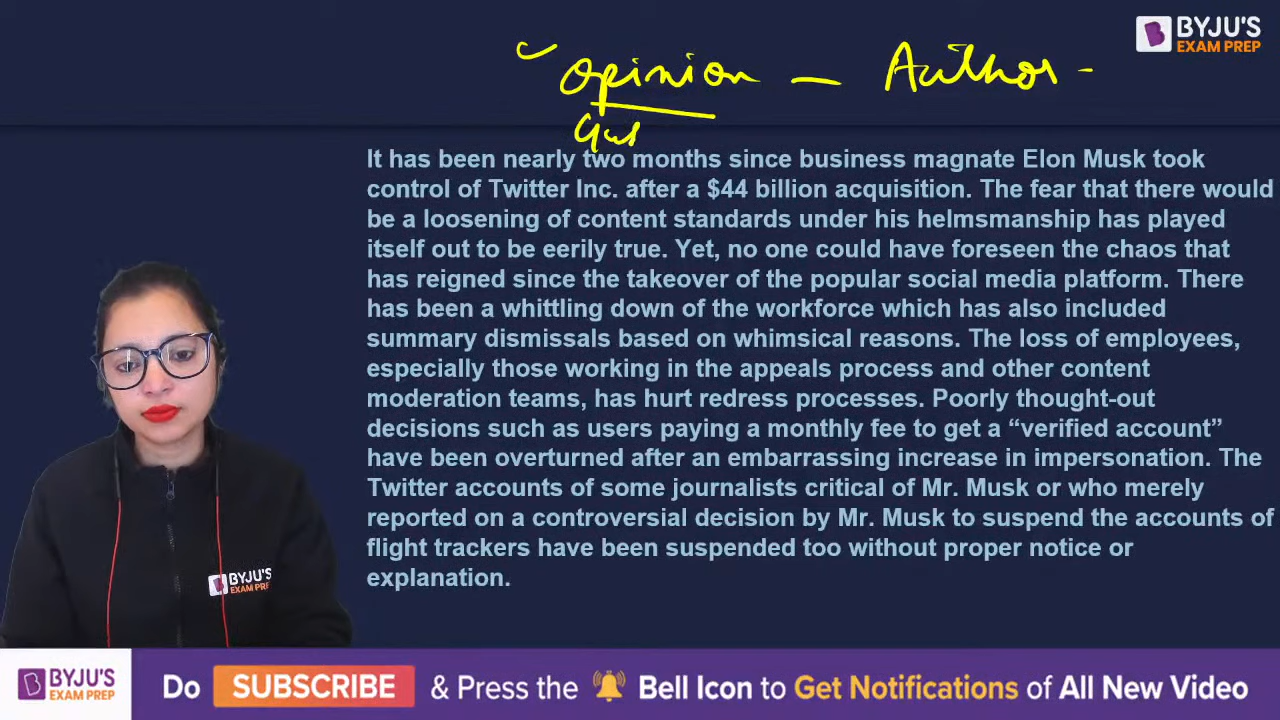 BYJU'S
EXAM PREP
opinion — Author -
It has been nearly two months since business magnate Elon Musk took
control of Twitter Inc. after a $44 billion acquisition. The fear that there would
be a loosening of content standards under his helmsmanship has played
itself out to be eerily true. Yet, no one could have foreseen the chaos that
has reigned since the takeover of the popular social media platform. There
has been a whittling down of the workforce which has also included
summary dismissals based on whimsical reasons. The loss of employees,
especially those working in the appeals process and other content
moderation teams, has hurt redress processes. Poorly thought-out
decisions such as users paying a monthly fee to get a “verified account”
have been overturned after an embarrassing increase in impersonation. The
Twitter accounts of some journalists critical of Mr. Musk or who merely
reported on a controversial decision by Mr. Musk to suspend the accounts of
flight trackers have been suspended too without proper notice or
explanation.
BYJU'S
EXAM PREP
BYJU'S
EXAM PREP
Do SUBSCRIBE & Press the Bell Icon to Get Notifications of All New Video